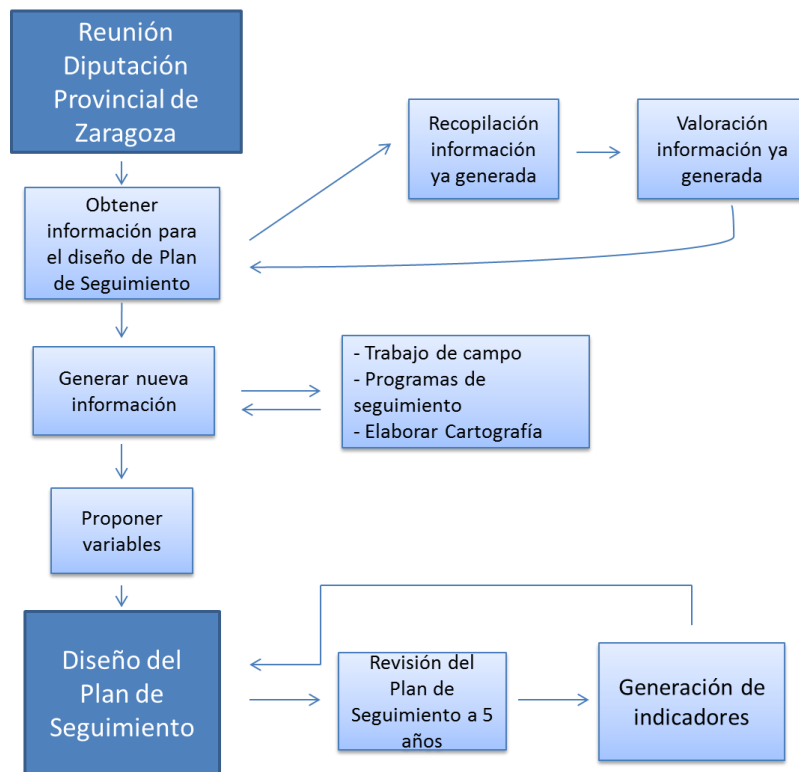 Reunión
Diputación
Provincial de
Zaragoza
Recopilación
información
ya generada
Valoración
información ya
generada
Obtener
información para
el diseño de Plan
de Seguimiento
Generar nueva
información
- Trabajo de campo
- Programas de
seguimiento
- Elaborar Cartografía
Proponer
variables
Diseño del
Plan de
Seguimiento
Revisión del
Plan de
Seguimiento a 5
años
Generación de
indicadores